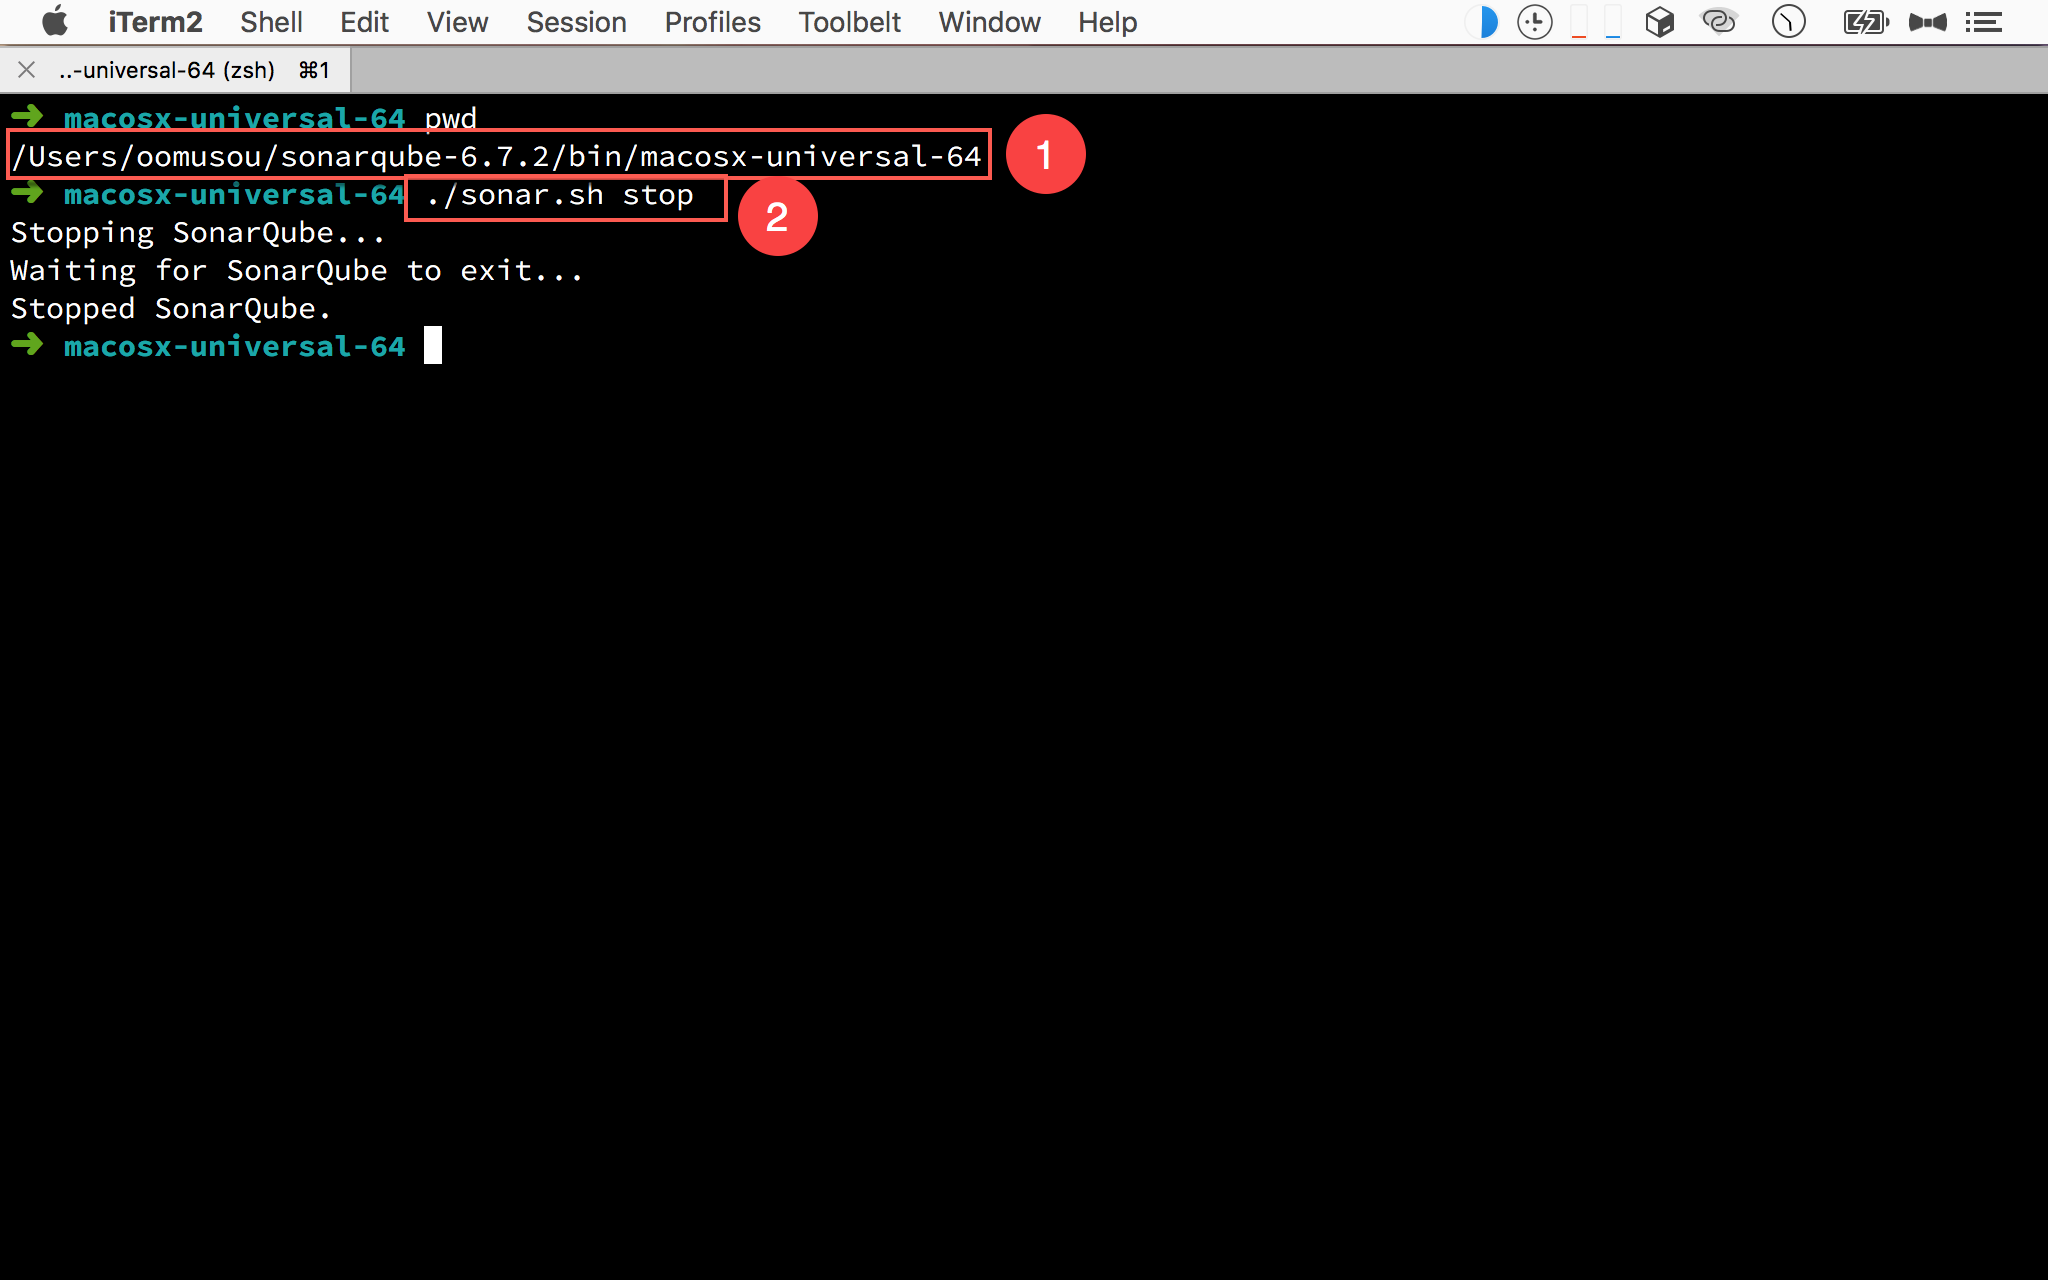 iTerm2 Shell Edit View Session Profiles Toolbelt Window Help
..-universal-64 (zsh) ⌘1
➜ macosx-universal-64 pwd
/Users/oomusou/sonarqube-6.7.2/bin/macosx-universal-64
1
➜ macosx-universal-64 ./sonar.sh stop
2
Stopping SonarQube...
Waiting for SonarQube to exit...
Stopped SonarQube.
➜ macosx-universal-64